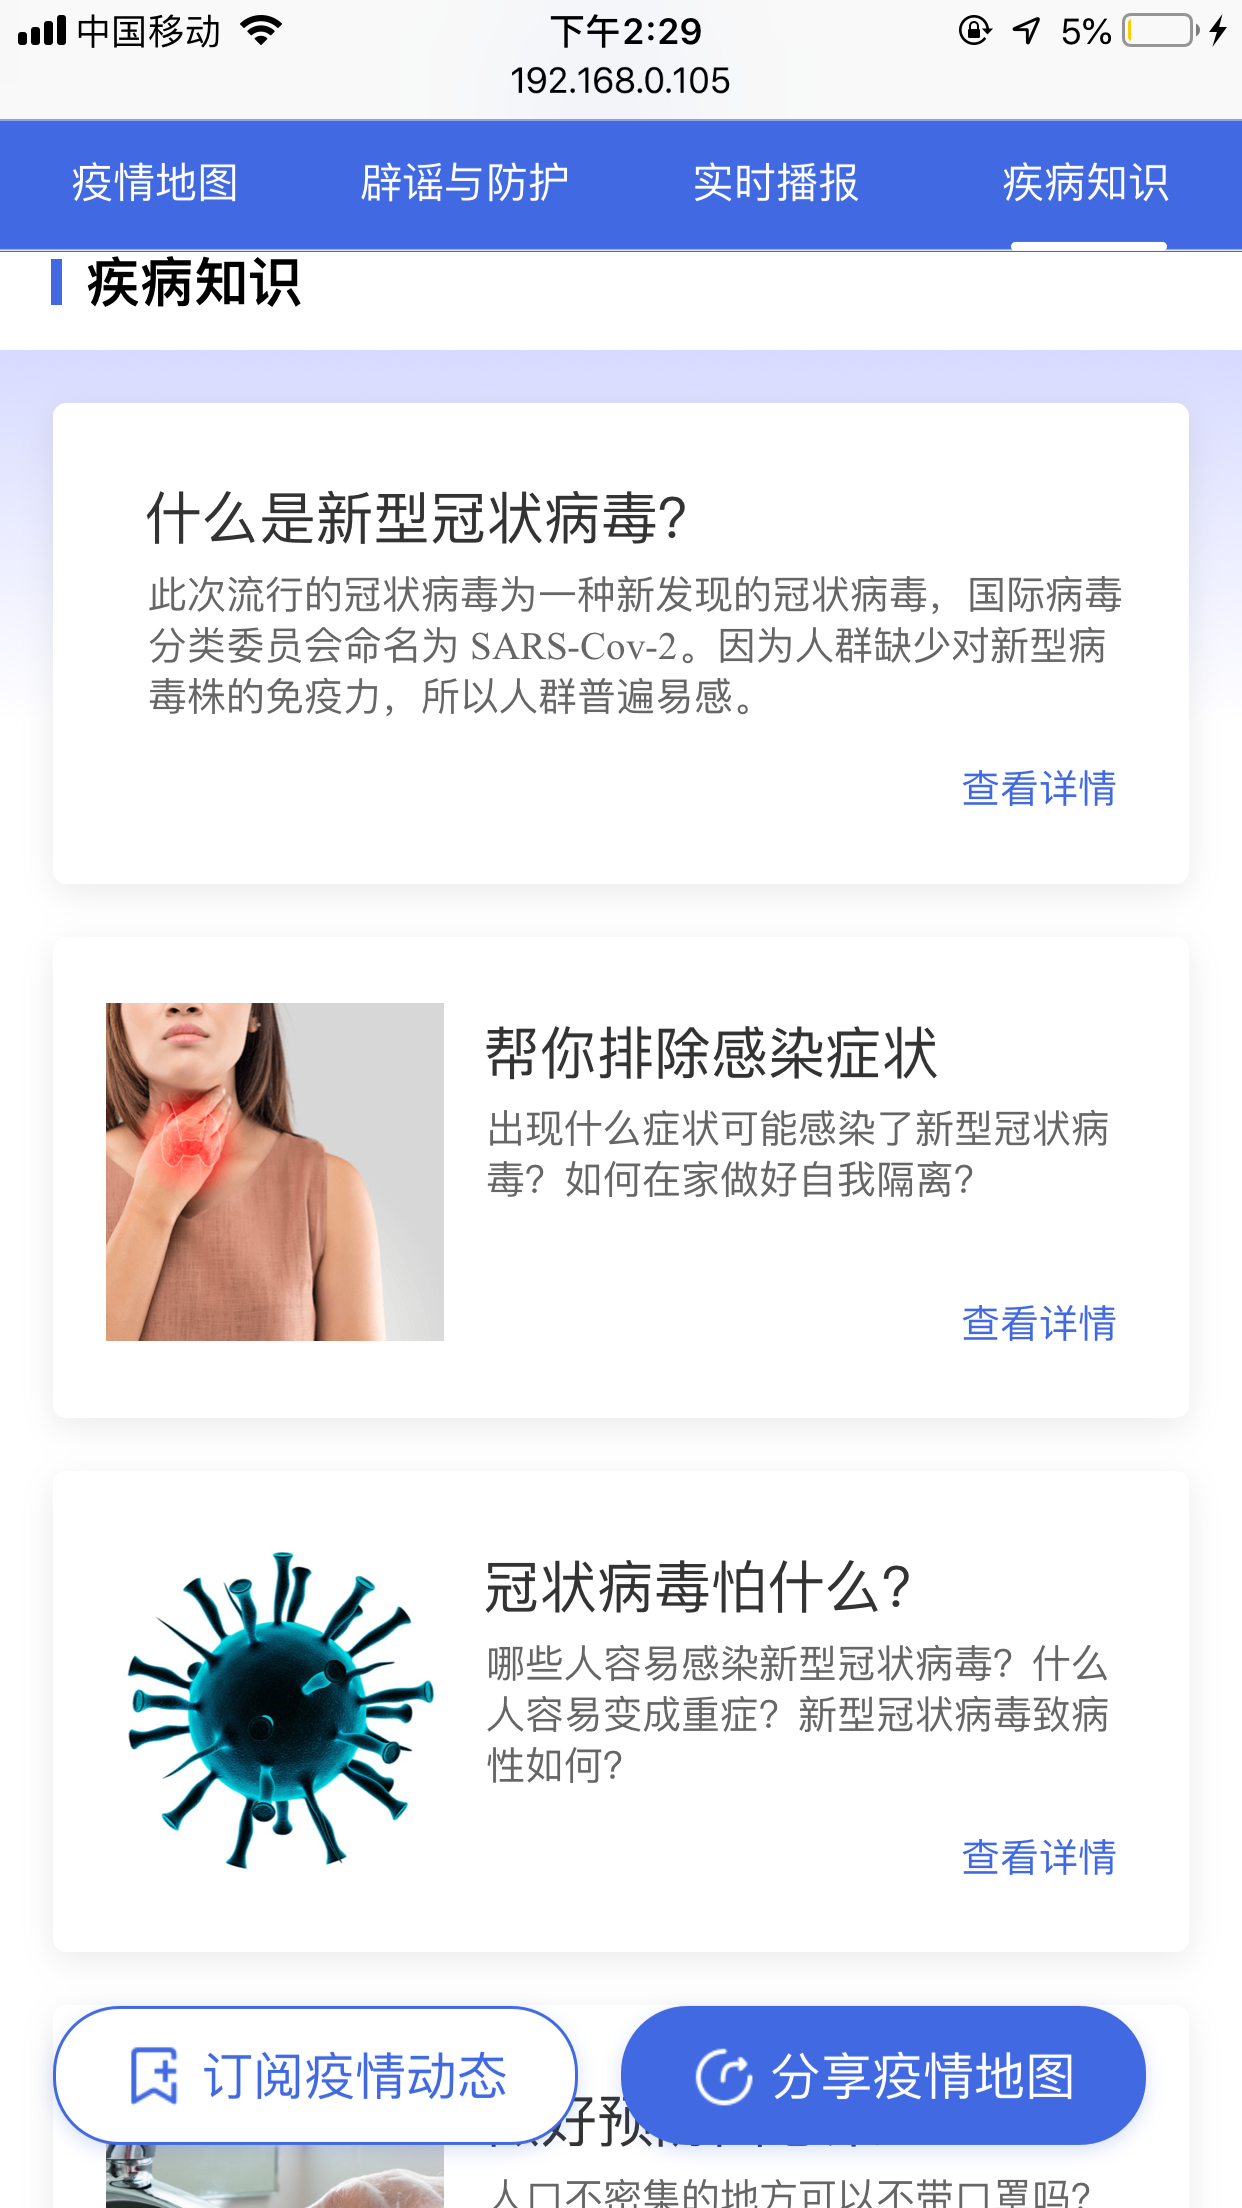 中国移动 下午2:29 5%
192.168.0.105
疫情地图 辟谣与防护 实时播报 疾病知识
疾病知识
什么是新型冠状病毒?
此次流行的冠状病毒为一种新发现的冠状病毒，国际病毒
分类委员会命名为 SARS-Cov-2。因为人群缺少对新型病
毒株的免疫力，所以人群普遍易感。
查看详情
帮你排除感染症状
出现什么症状可能感染了新型冠状病
毒？如何在家做好自我隔离?
查看详情
冠状病毒怕什么?
哪些人容易感染新型冠状病毒？什么
人容易变成重症？新型冠状病毒致病
性如何?
查看详情
订阅疫情动态 分享疫情地图
好预
人口不密集的地方可以不带口罩吗?